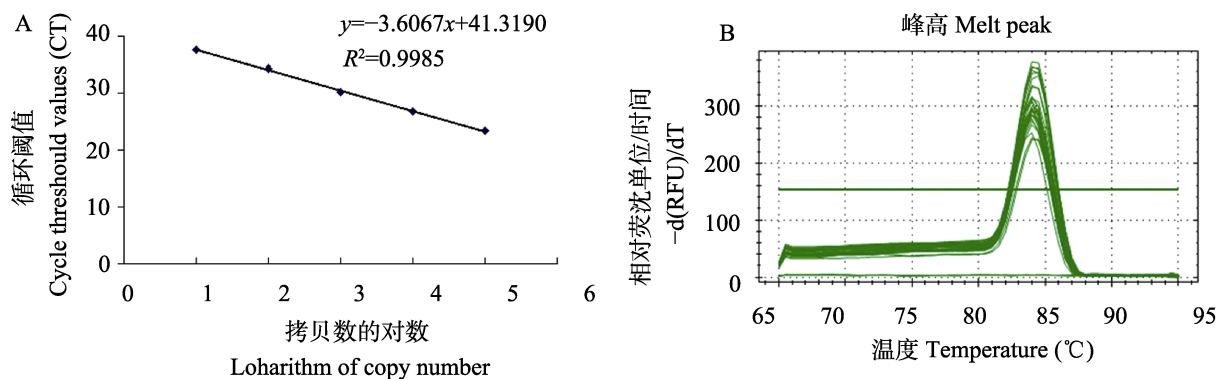 A
y=−3.6067x+41.3190
R²=0.9985
循环阈值
Cycle threshould values (CT)
40
30
20
10
0
0 1 2 3 4 5 6
拷贝数的对数
Loharithm of copy number
B
峰高 Melt peak
相对荧沈单位/时间
−d(RFU)/dT
300
200
100
0
65 70 75 80 85 90 95
温度 Temperature (℃)